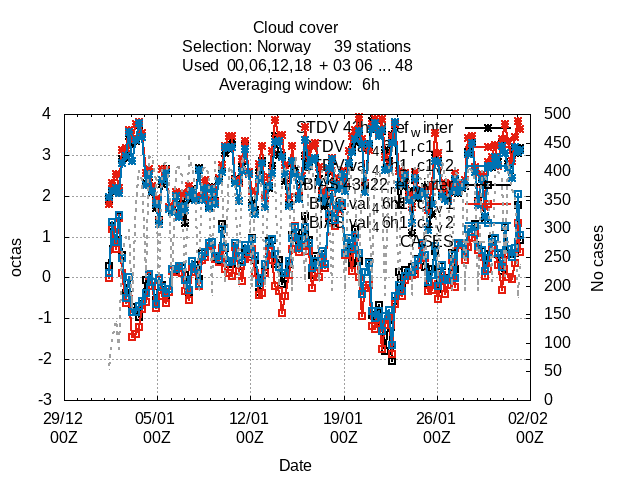 Cloud cover
Selection: Norway 39 stations
Used 00,06,12,18 + 03 06 ... 48
Averaging window: 6h
4 500
3 450
2 400
1 350
0 300
-1 250
-2 200
-3 150
100
50
0
octas
No cases
STDV winter
CASES
29/12 05/01 12/01 19/01 26/01 02/02
00Z 00Z 00Z 00Z 00Z 00Z
Date